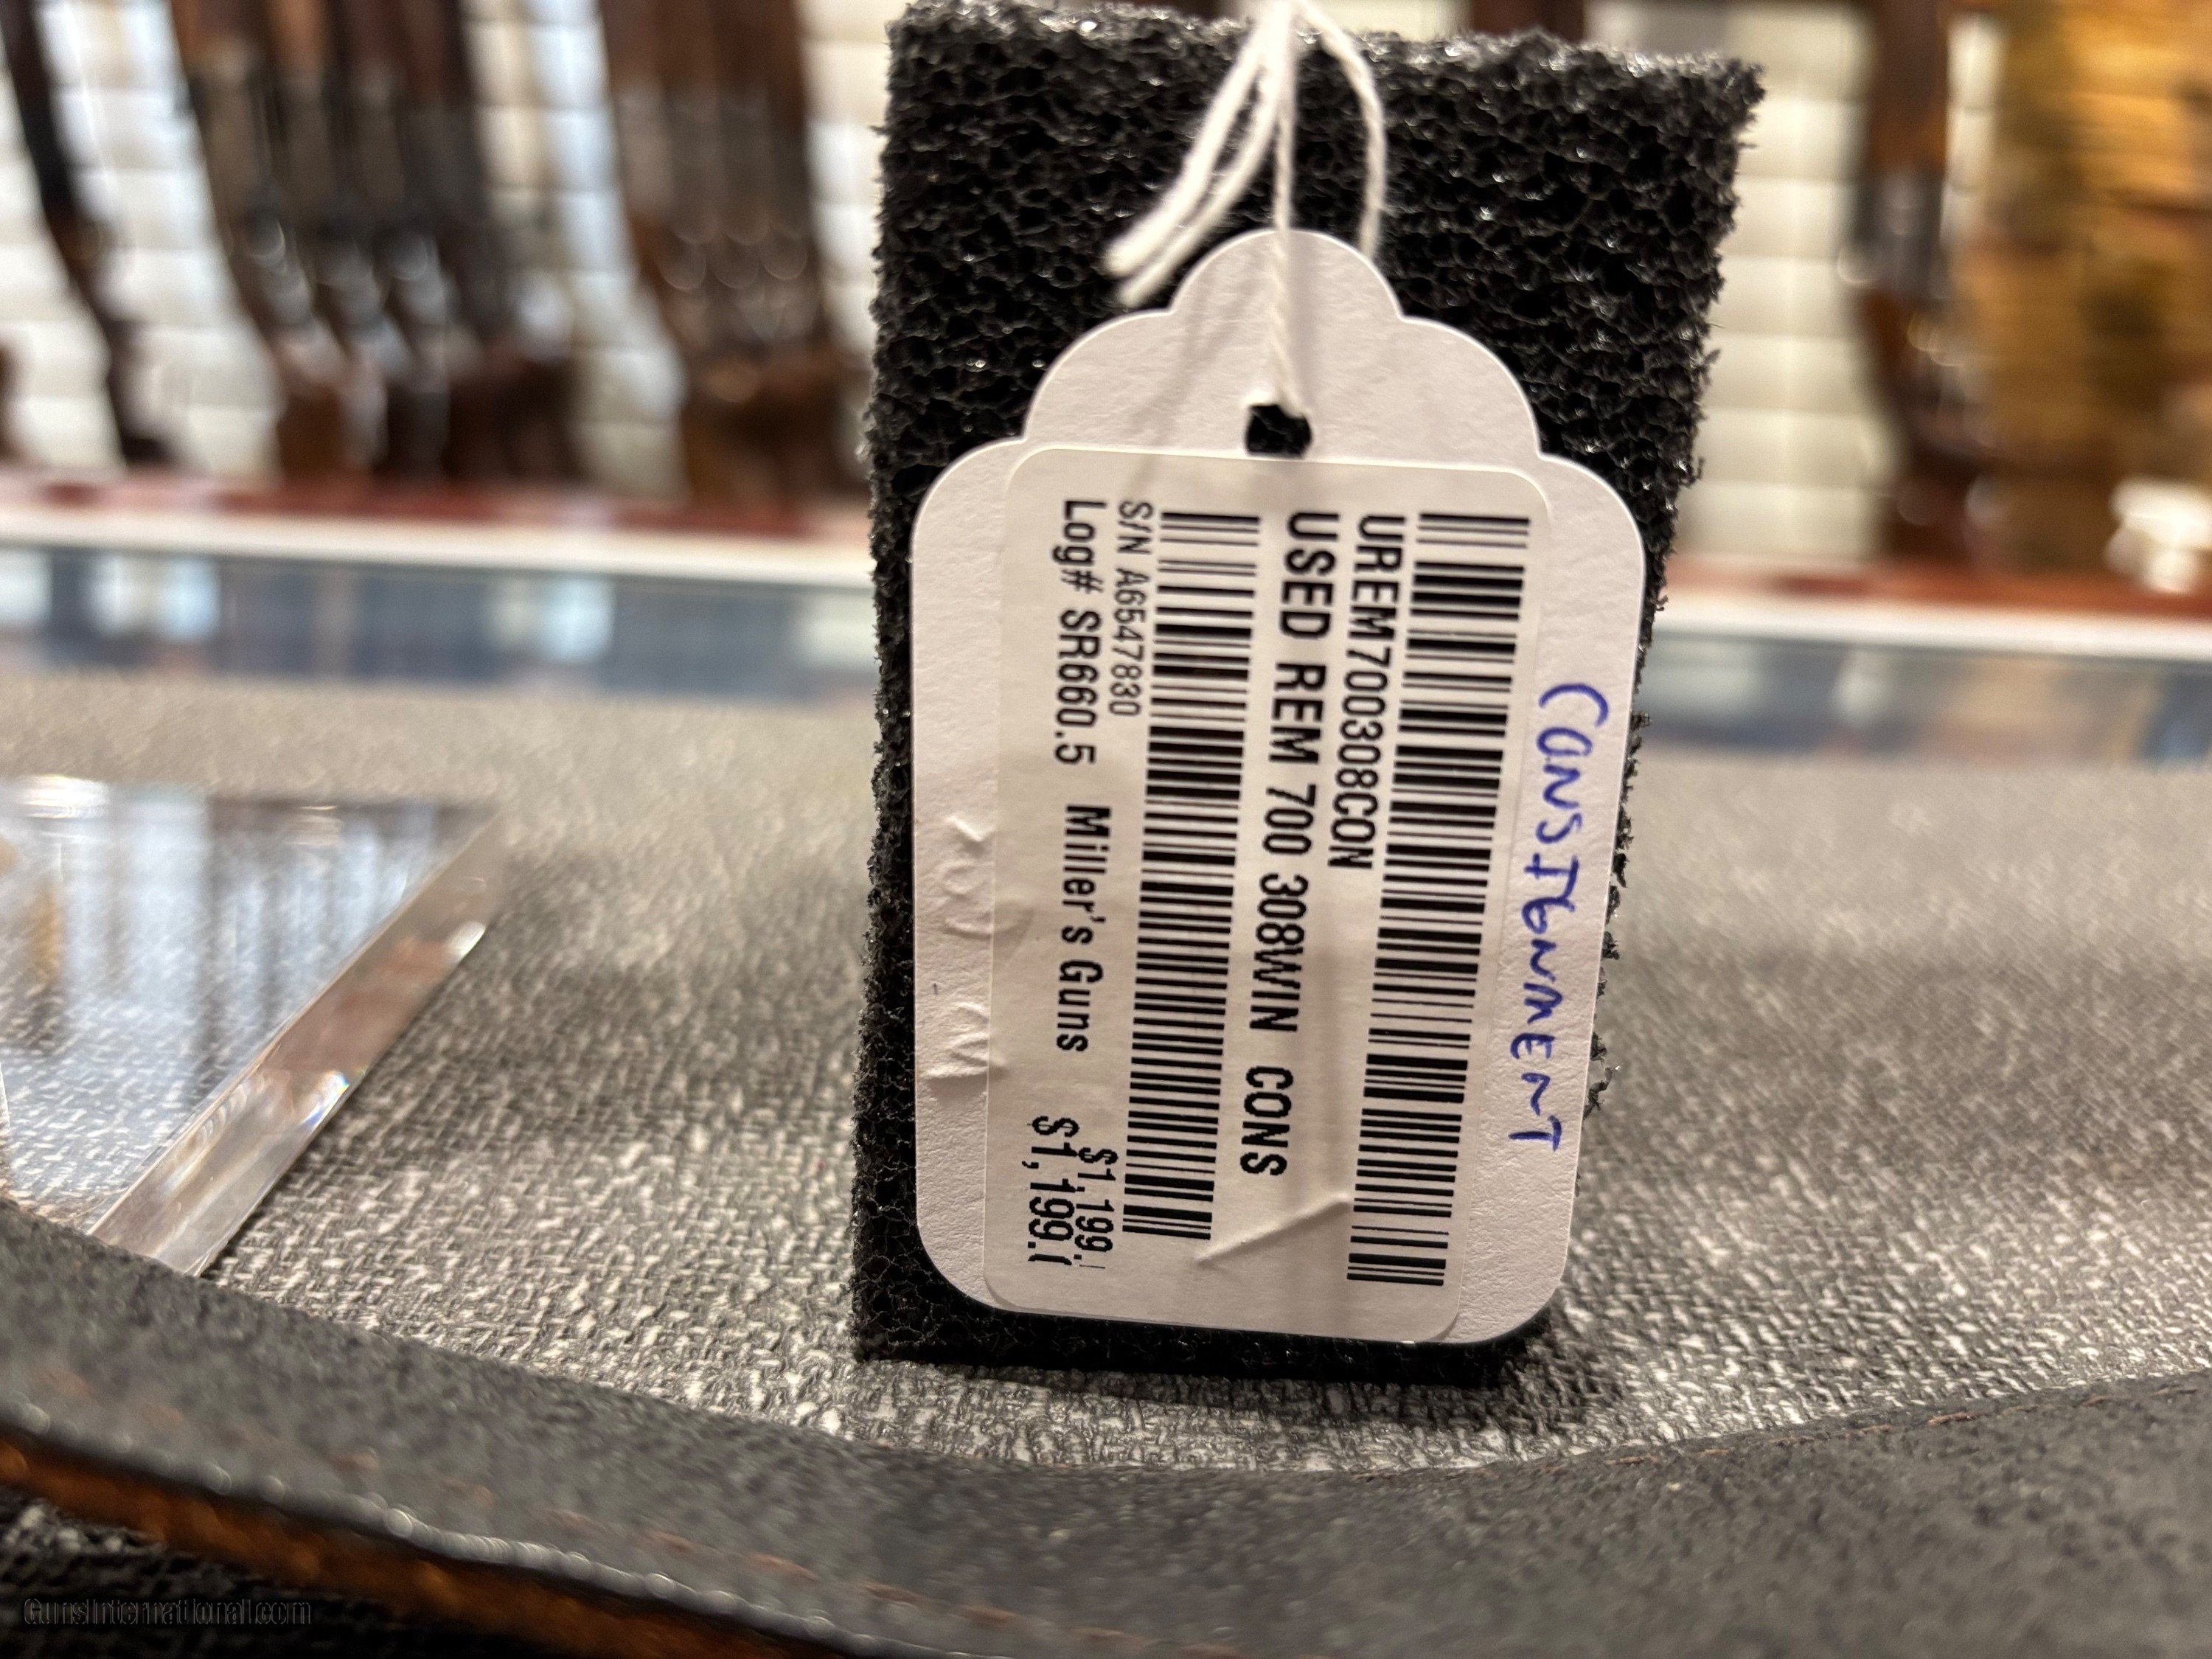 CONSIGNMENT
UREM700308CON
USED REM 700 308WIN CONS
S/N A6547830 $1,199.
Log# SR660.5 Miller's Guns $1,199.(
GunsInternational.com